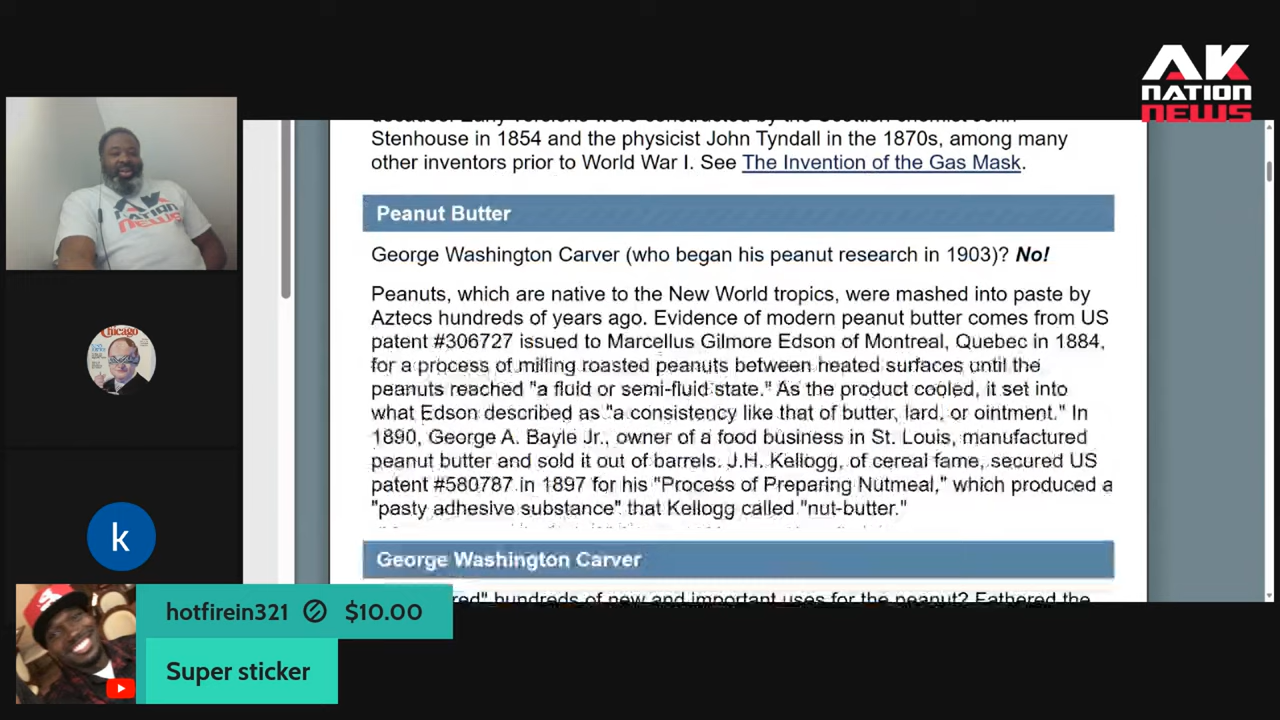 AK
NATION
NEWS
Stenhouse in 1854 and the physicist John Tyndall in the 1870s, among many
other inventors prior to World War I. See The Invention of the Gas Mask.
Peanut Butter
George Washington Carver (who began his peanut research in 1903)? No!
Peanuts, which are native to the New World tropics, were mashed into paste by
Aztecs hundreds of years ago. Evidence of modern peanut butter comes from US
patent #306727 issued to Marcellus Gilmore Edson of Montreal, Quebec in 1884,
for a process of milling roasted peanuts between heated surfaces until the
peanuts reached "a fluid or semi-fluid state." As the product cooled, it set into
what Edson described as "a consistency like that of butter, lard, or ointment." In
1890, George A. Bayle Jr., owner of a food business in St. Louis, manufactured
peanut butter and sold it out of barrels. J.H. Kellogg, of cereal fame, secured US
patent #580787 in 1897 for his "Process of Preparing Nutmeal," which produced a
"pasty adhesive substance" that Kellogg called "nut-butter."
George Washington Carver
hundreds of new and important uses for the peanut? Fathered the
AK
NATION
NEWS
Chicago
k
hotfirein321 $10.00
Super sticker